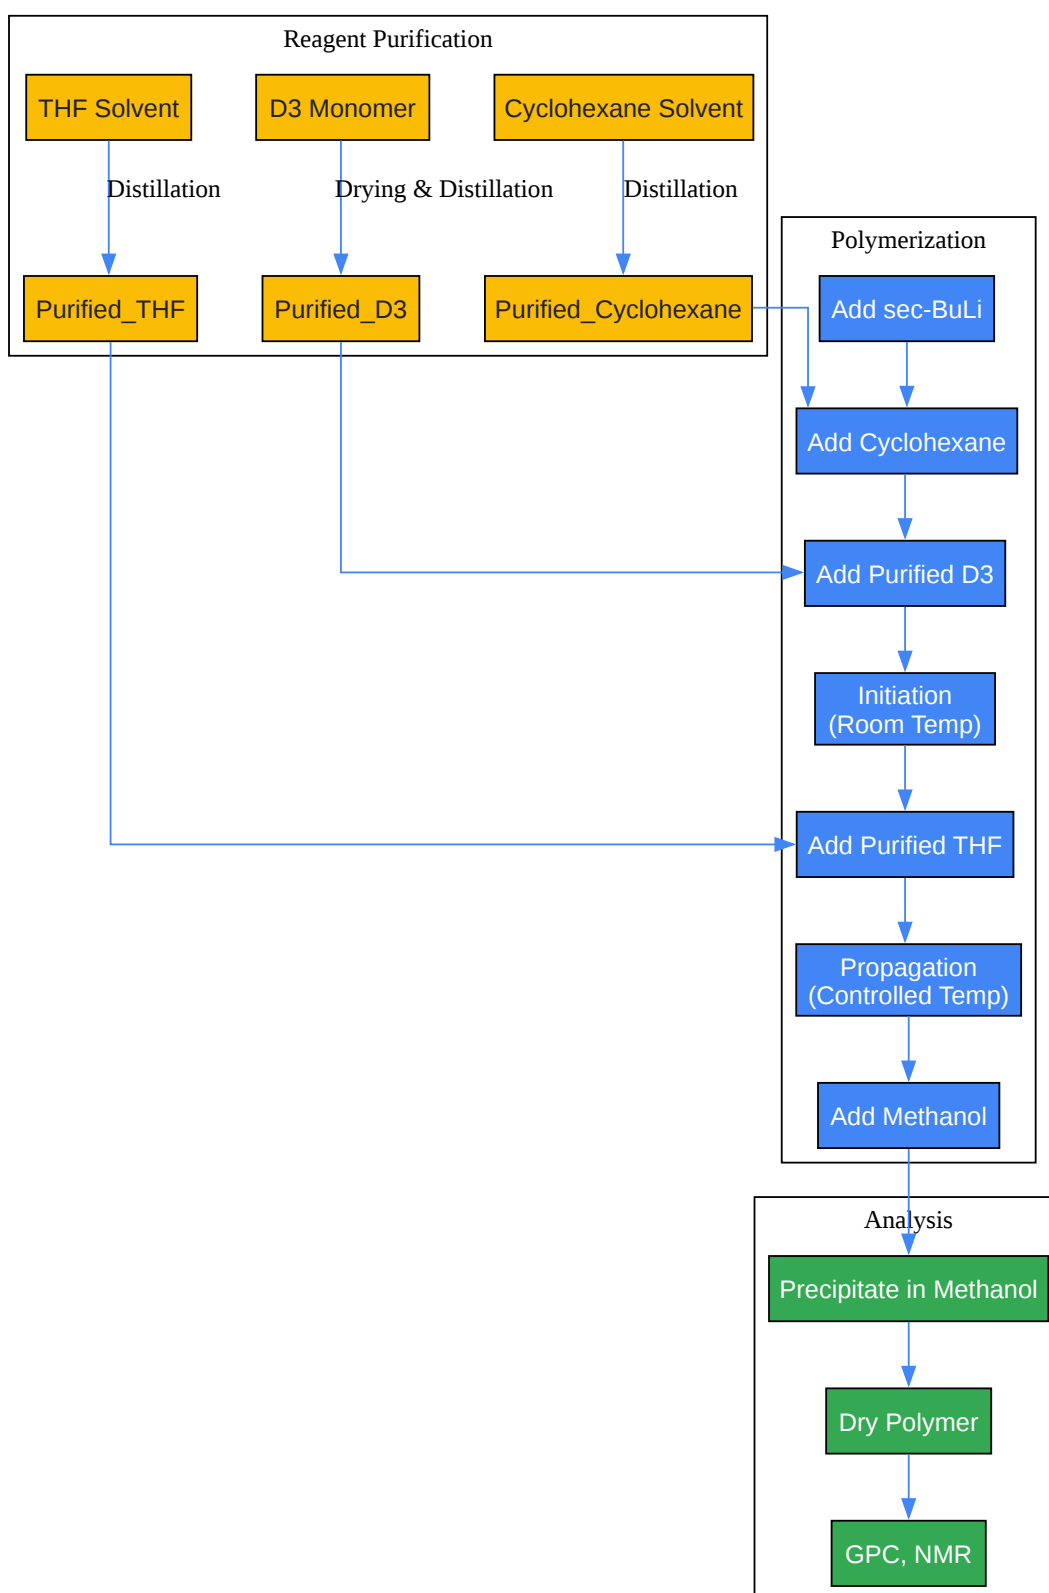 Reagent Purification
THF Solvent
D3 Monomer
Cyclohexane Solvent
Distillation
Drying & Distillation
Distillation
Purified_THF
Purified_D3
Purified_Cyclohexane
Polymerization
Add sec-BuLi
Add Cyclohexane
Add Purified D3
Initiation
(Room Temp)
Add Purified THF
Propagation
(Controlled Temp)
Add Methanol
Analysis
Precipitate in Methanol
Dry Polymer
GPC, NMR